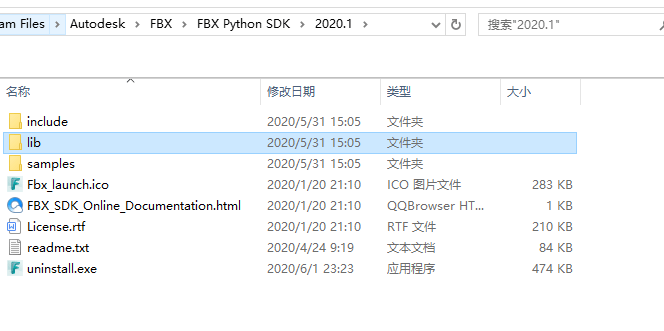 am Files > Autodesk > FBX > FBX Python SDK > 2020.1 > 搜索"2020.1"
名称 修改日期 类型 大小
include 2020/5/31 15:05 文件夹
lib 2020/5/31 15:05 文件夹
samples 2020/5/31 15:05 文件夹
Fbx_launch.ico 2020/1/20 21:10 ICO 图片文件 283 KB
FBX_SDK_Online_Documentation.html 2020/1/20 21:10 QQBrowser HT... 1 KB
License.rtf 2020/1/20 21:10 RTF 文件 210 KB
readme.txt 2020/4/24 9:19 文本文档 84 KB
uninstall.exe 2020/6/1 23:23 应用程序 474 KB